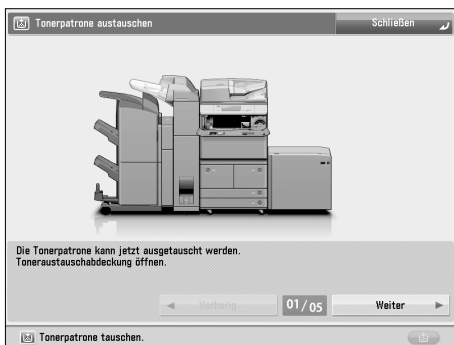 Tonerpatrone austauschen
Schließen
Die Tonerpatrone kann jetzt ausgetauscht werden.
Toneraustauschabdeckung öffnen.
Vorherig
01/05
Weiter
Tonerpatrone tauschen.